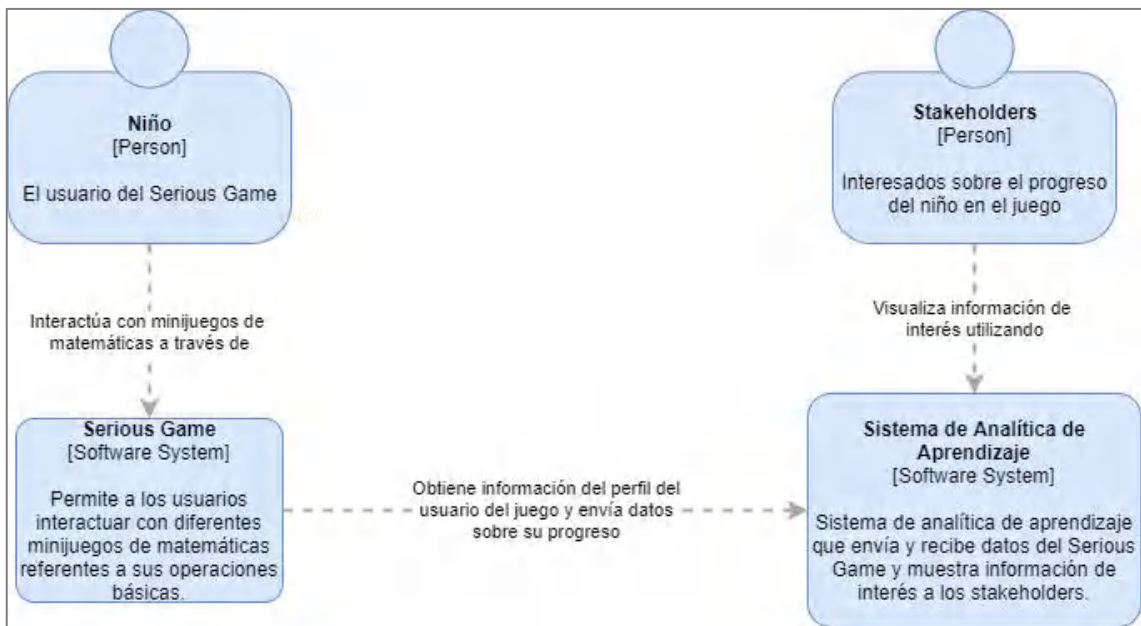 Niño
[Person]
El usuario del Serious Game
Stakeholders
[Person]
Interesados sobre el progreso
del niño en el juego
Interactúa con minijuegos de
matemáticas a través de
Visualiza información de
interés utilizando
Serious Game
[Software System]
Permite a los usuarios
interactuar con diferentes
minijuegos de matemáticas
referentes a sus operaciones
básicas.
Obtiene información del perfil del
usuario del juego y envía datos
sobre su progreso
Sistema de Analítica de
Aprendizaje
[Software System]
Sistema de analítica de aprendizaje
que envía y recibe datos del Serious
Game y muestra información de
interés a los stakeholders.